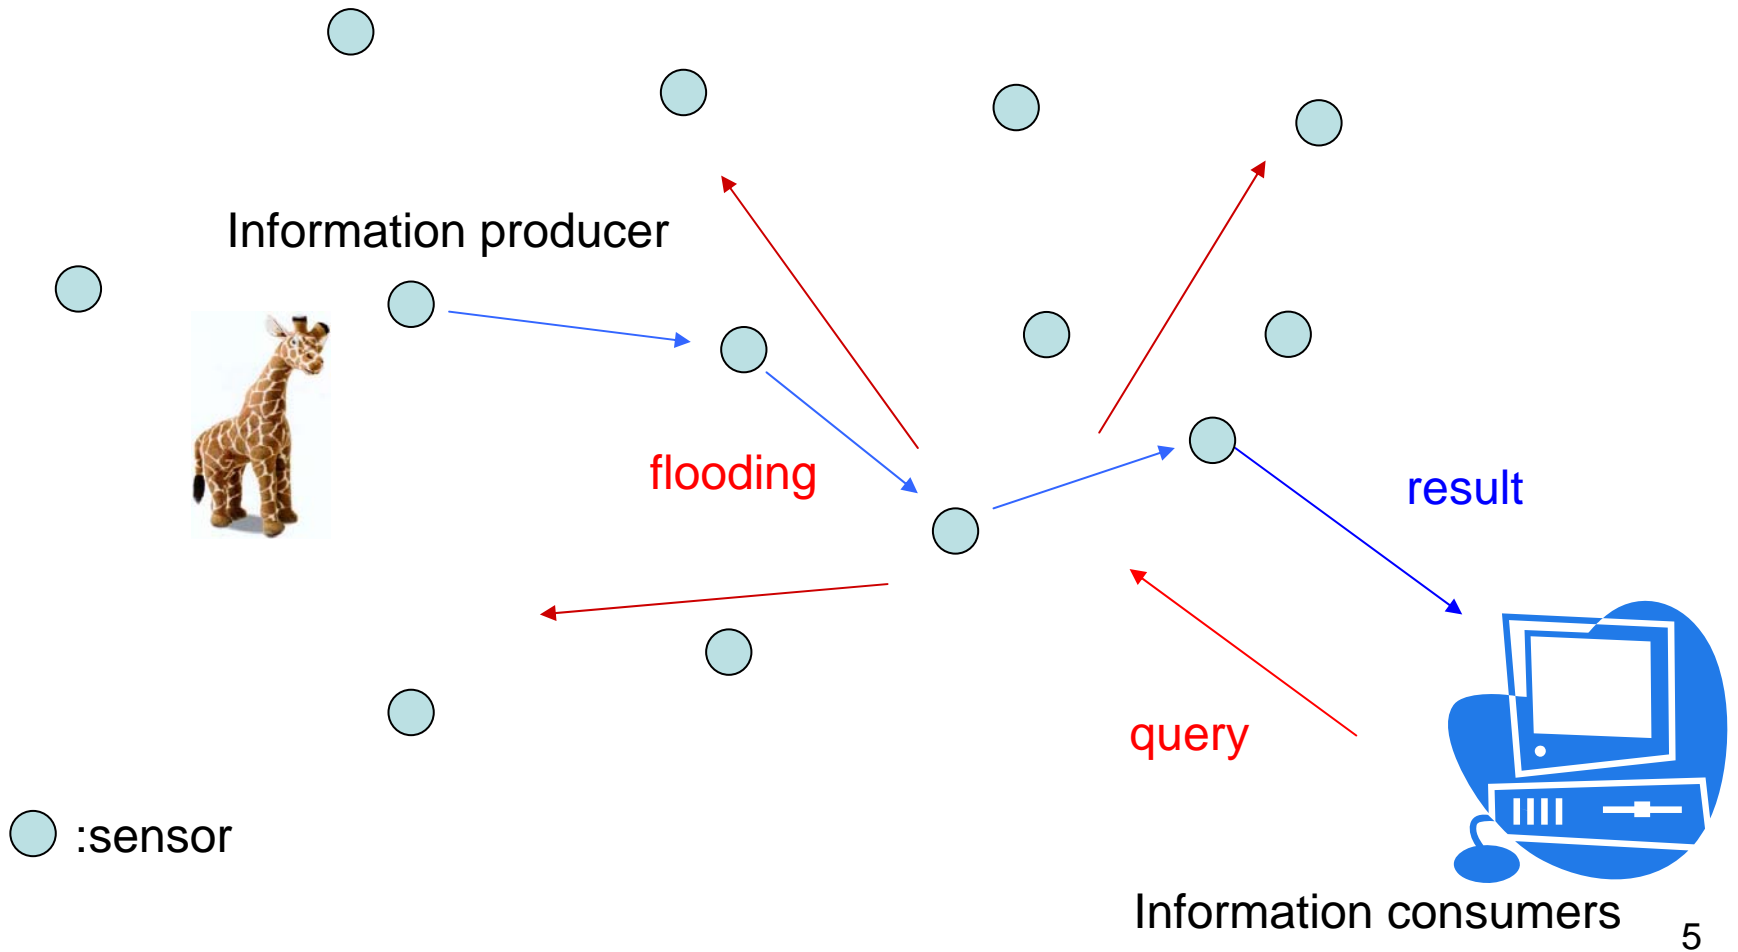 Information producer
flooding
result
query
:sensor
Information consumers
5